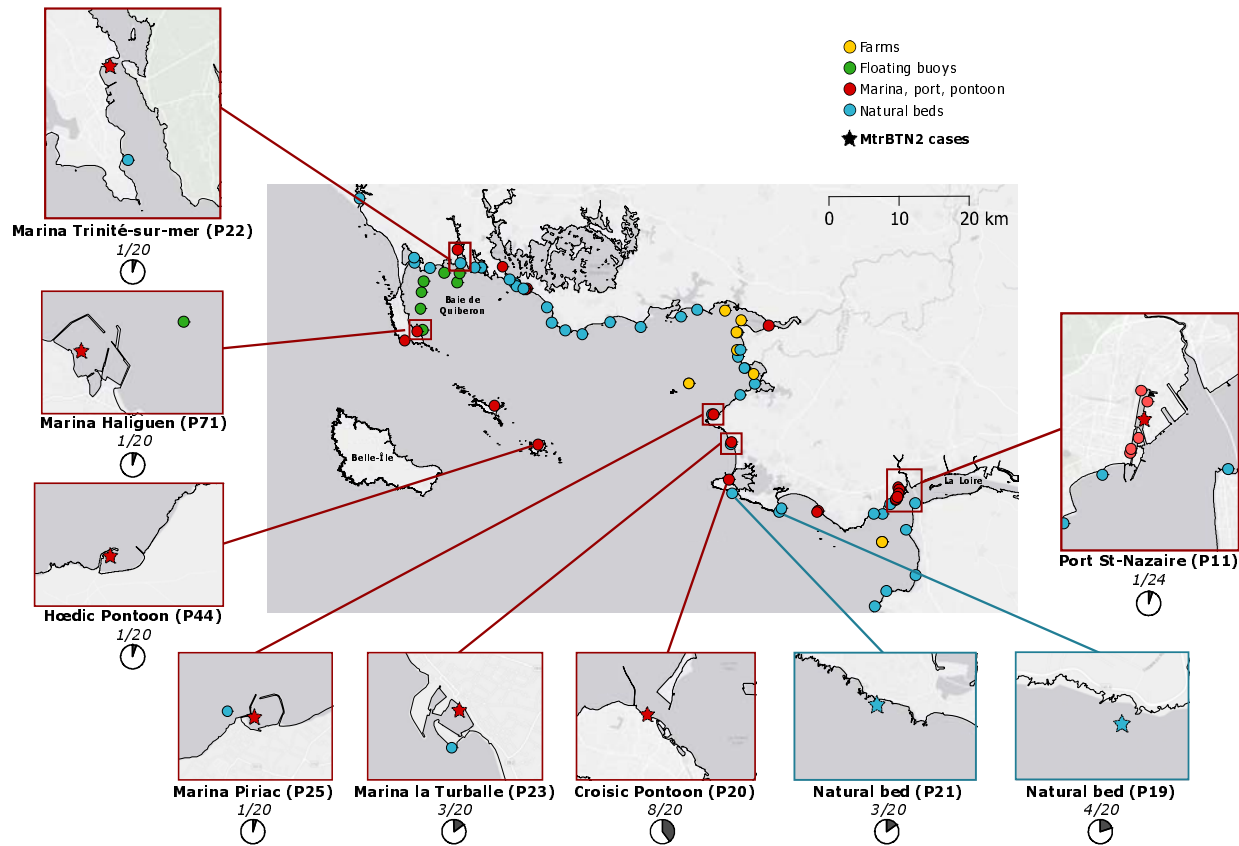 Farms
Floating buoys
Marina, port, pontoon
Natural beds
MtrBTN2 cases
0 10 20 km
Marina Trinité-sur-mer (P22)
1/20
Baie de
Quiberon
Marina Haliguen (P71)
1/20
Belle-Île
La Loire
Hœdic Pontoon (P44)
1/20
Port St-Nazaire (P11)
1/24
Marina Piriac (P25)
1/20
Marina la Turballe (P23)
3/20
Croisic Pontoon (P20)
8/20
Natural bed (P21)
3/20
Natural bed (P19)
4/20